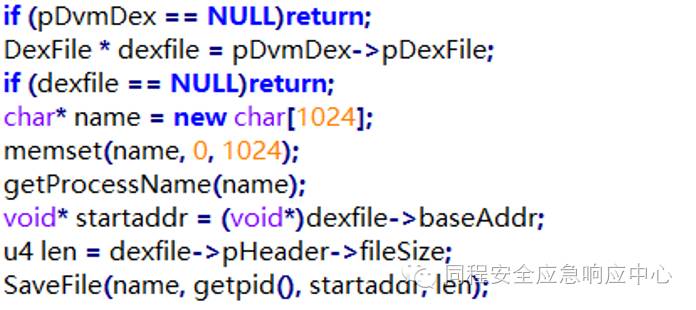 if (pDvmDex == NULL)return;
DexFile * dexfile = pDvmDex->pDexFile;
if (dexfile == NULL)return;
char* name = new char[1024];
memset(name, 0, 1024);
getProcessName(name);
void* startaddr = (void*)dexfile->baseAddr;
u4 len = dexfile->pHeader->fileSize;
SaveFile(name, getpid(), startaddr, len);
同程安全应急响应中心